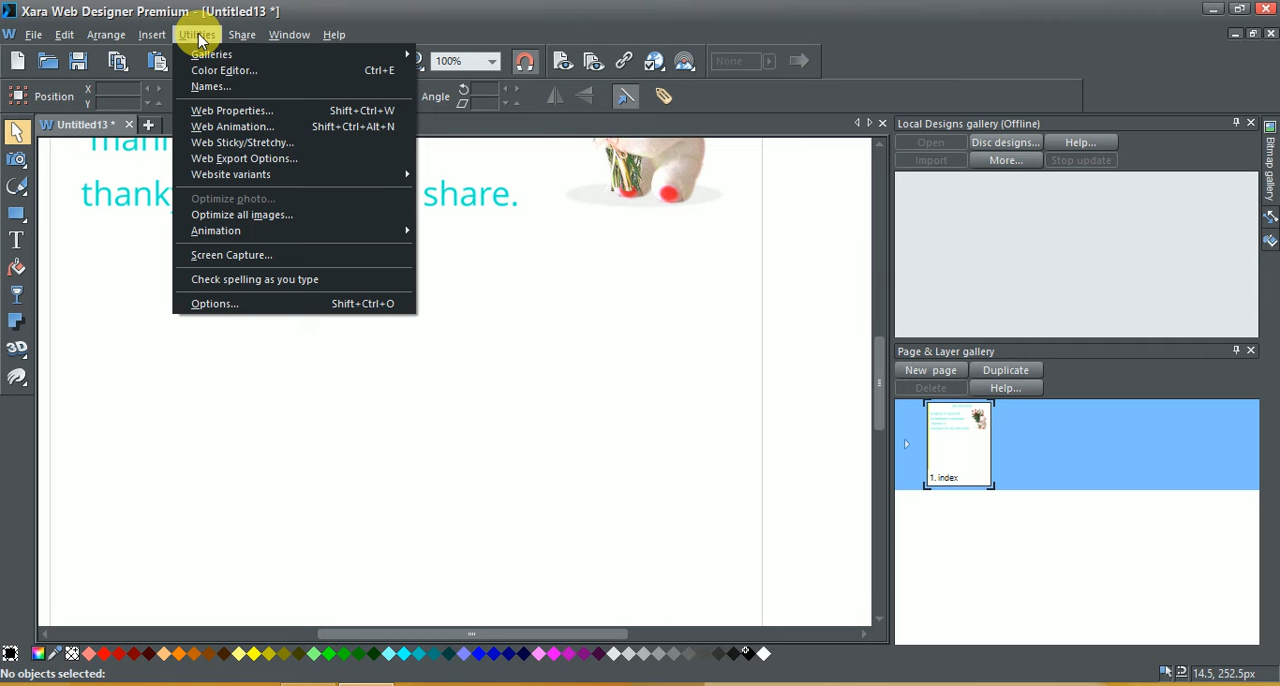 Xara Web Designer Premium - [Untitled13 *]
File Edit Arrange Insert Utilities Share Window Help
100%
None
Position X Y
Angle
Untitled13 *
Galleries
Color Editor... Ctrl+E
Names...
Web Properties... Shift+Ctrl+W
Web Animation... Shift+Ctrl+Alt+N
Web Sticky/Stretchy...
Web Export Options...
Website variants
Optimize photo...
Optimize all images...
Animation
Screen Capture...
Check spelling as you type
Options... Shift+Ctrl+O
share.
Local Designs gallery (Offline)
Open Disc designs... Help...
Import More... Stop update
Bitmap gallery
Page & Layer gallery
New page Duplicate
Delete Help...
1. index
No objects selected:
14.5, 252.5px